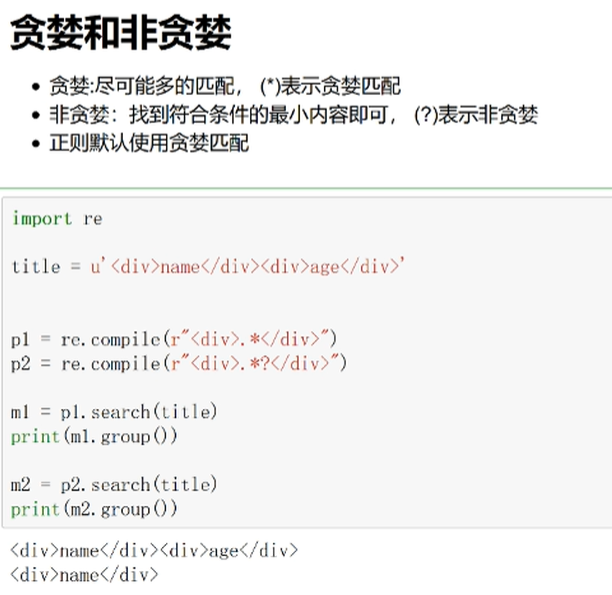 贪婪和非贪婪
贪婪:尽可能多的匹配， (*)表示贪婪匹配
非贪婪：找到符合条件的最小内容即可， (?)表示非贪婪
正则默认使用贪婪匹配
import re
title = u'<div>name</div><div>age</div>'
p1 = re.compile(r"<div>.*</div>")
p2 = re.compile(r"<div>.*?</div>")
m1 = p1.search(title)
print(m1.group())
m2 = p2.search(title)
print(m2.group())
<div>name</div><div>age</div>
<div>name</div>